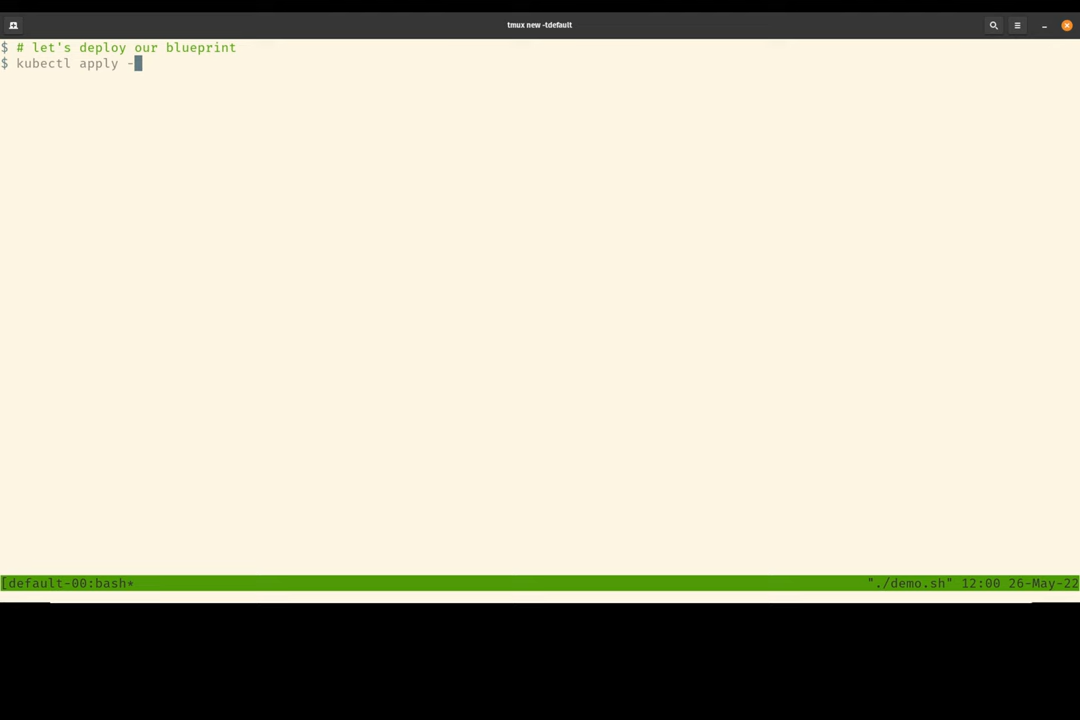 tmux new -tdefault
$ # let's deploy our blueprint
$ kubectl apply -
[default-00:bash* "./demo.sh" 12:00 26-May-22